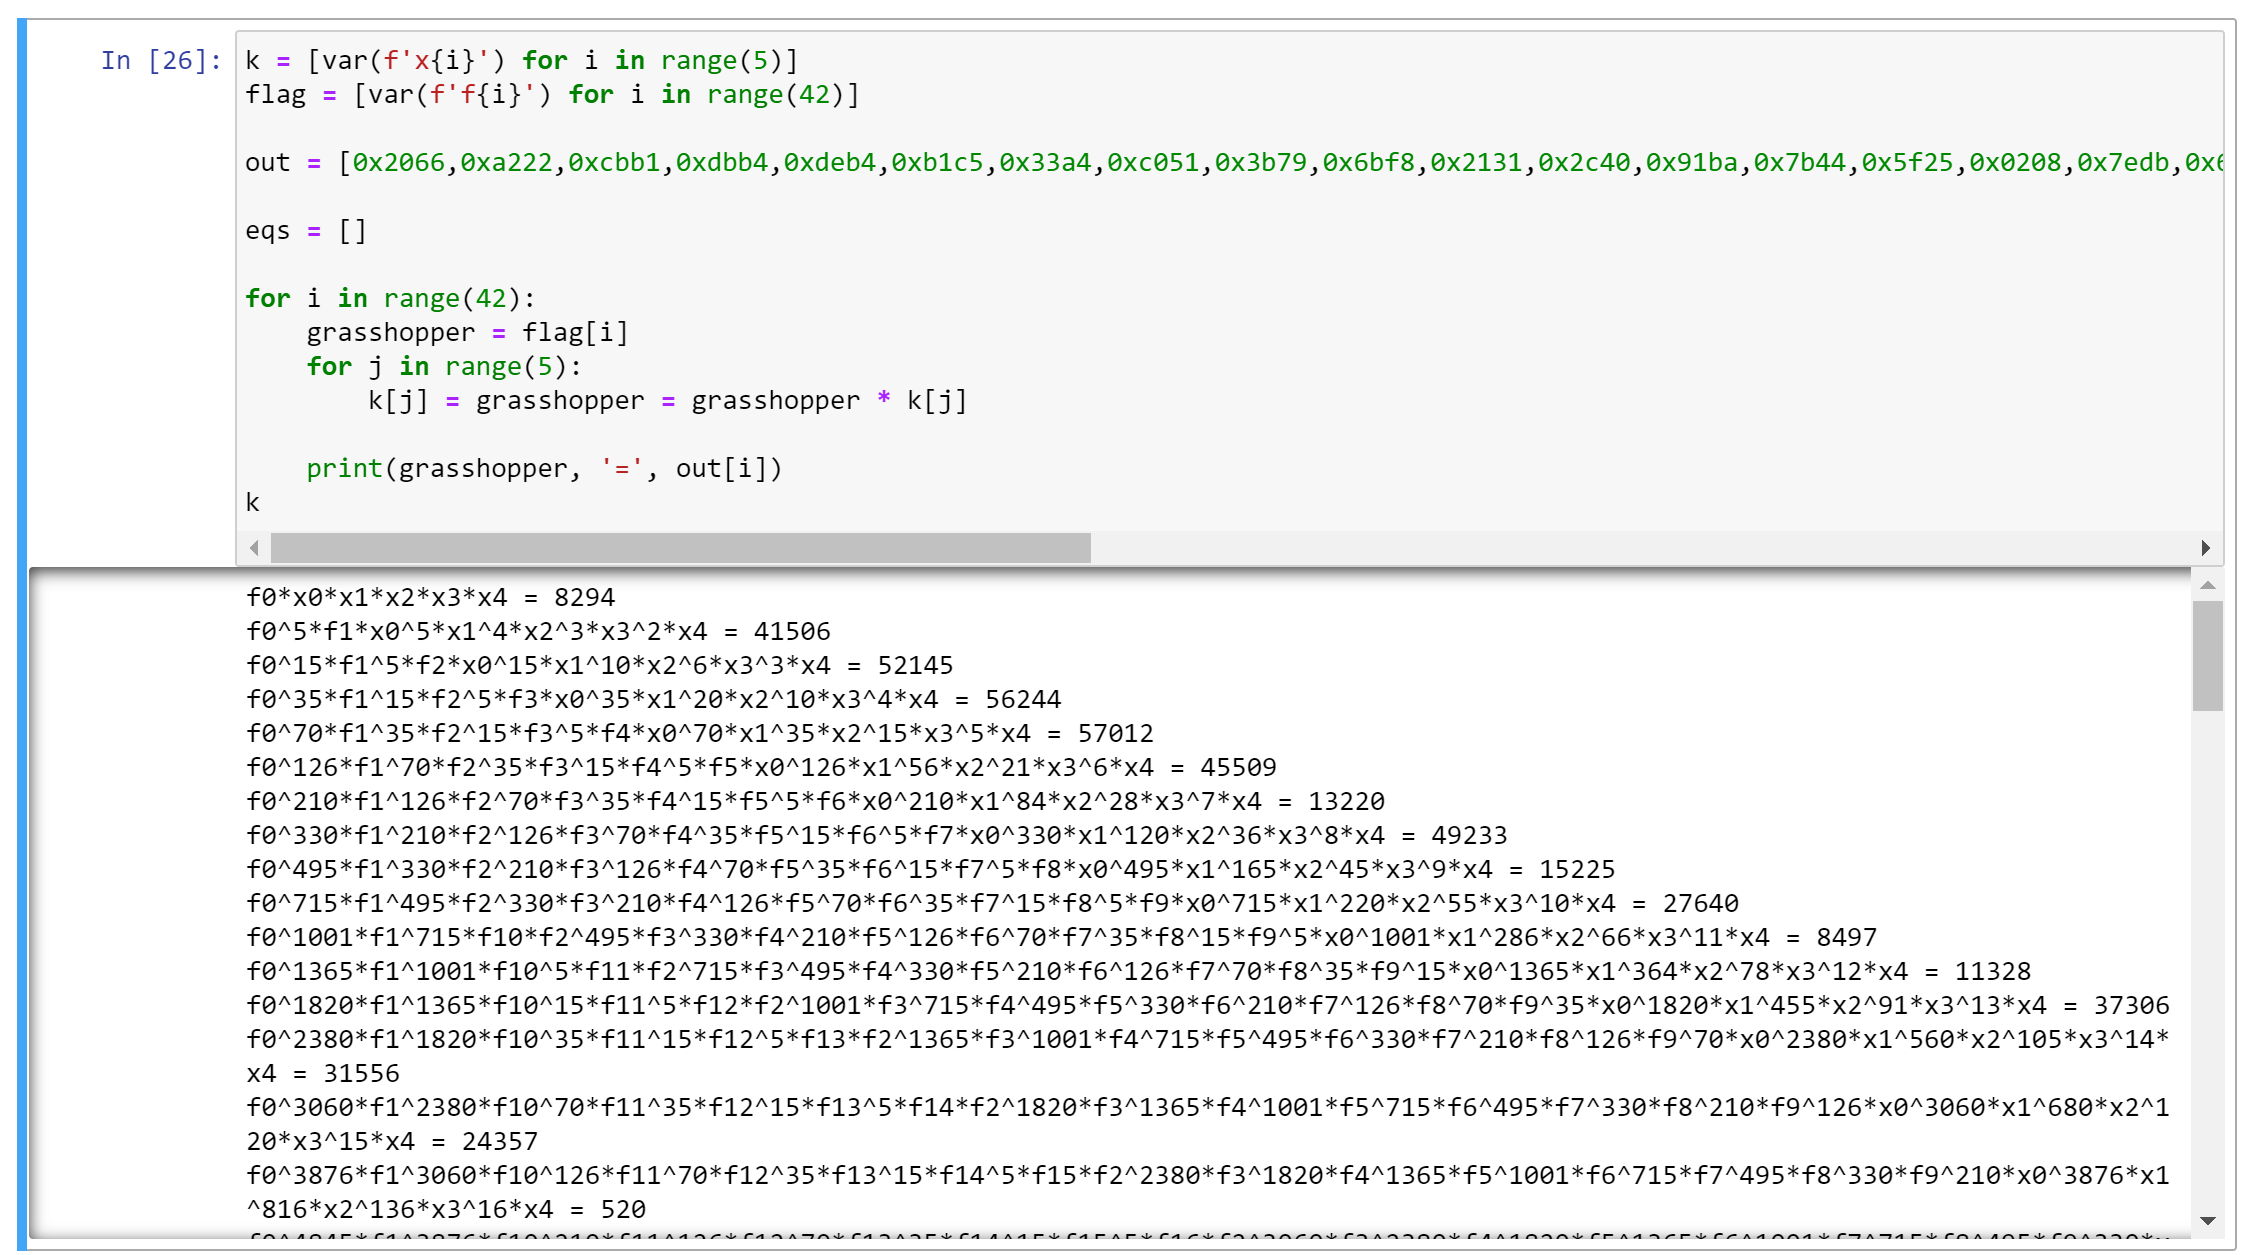 In [26]:
k = [var(f'x{i}') for i in range(5)]
flag = [var(f'f{i}') for i in range(42)]
out = [0x2066,0xa222,0xcbb1,0xdbb4,0xdeb4,0xb1c5,0x33a4,0xc051,0x3b79,0x6bf8,0x2131,0x2c40,0x91ba,0x7b44,0x5f25,0x0208,0x7edb,0x6
eqs = []
for i in range(42):
    grasshopper = flag[i]
    for j in range(5):
        k[j] = grasshopper = grasshopper * k[j]
    print(grasshopper, '=', out[i])
k
f0*x0*x1*x2*x3*x4 = 8294
f0^5*f1*x0^5*x1^4*x2^3*x3^2*x4 = 41506
f0^15*f1^5*f2*x0^15*x1^10*x2^6*x3^3*x4 = 52145
f0^35*f1^15*f2^5*f3*x0^35*x1^20*x2^10*x3^4*x4 = 56244
f0^70*f1^35*f2^15*f3^5*f4*x0^70*x1^35*x2^15*x3^5*x4 = 57012
f0^126*f1^70*f2^35*f3^15*f4^5*f5*x0^126*x1^56*x2^21*x3^6*x4 = 45509
f0^210*f1^126*f2^70*f3^35*f4^15*f5^5*f6*x0^210*x1^84*x2^28*x3^7*x4 = 13220
f0^330*f1^210*f2^126*f3^70*f4^35*f5^15*f6^5*f7*x0^330*x1^120*x2^36*x3^8*x4 = 49233
f0^495*f1^330*f2^210*f3^126*f4^70*f5^35*f6^15*f7^5*f8*x0^495*x1^165*x2^45*x3^9*x4 = 15225
f0^715*f1^495*f2^330*f3^210*f4^126*f5^70*f6^35*f7^15*f8^5*f9*x0^715*x1^220*x2^55*x3^10*x4 = 27640
f0^1001*f1^715*f10*f2^495*f3^330*f4^210*f5^126*f6^70*f7^35*f8^15*f9^5*x0^1001*x1^286*x2^66*x3^11*x4 = 8497
f0^1365*f1^1001*f10^5*f11*f2^715*f3^495*f4^330*f5^210*f6^126*f7^70*f8^35*f9^15*x0^1365*x1^364*x2^78*x3^12*x4 = 11328
f0^1820*f1^1365*f10^15*f11^5*f12*f2^1001*f3^715*f4^495*f5^330*f6^210*f7^126*f8^70*f9^35*x0^1820*x1^455*x2^91*x3^13*x4 = 37306
f0^2380*f1^1820*f10^35*f11^15*f12^5*f13*f2^1365*f3^1001*f4^715*f5^495*f6^330*f7^210*f8^126*f9^70*x0^2380*x1^560*x2^105*x3^14*
x4 = 31556
f0^3060*f1^2380*f10^70*f11^35*f12^15*f13^5*f14*f2^1820*f3^1365*f4^1001*f5^715*f6^495*f7^330*f8^210*f9^126*x0^3060*x1^680*x2^1
20*x3^15*x4 = 24357
f0^3876*f1^3060*f10^126*f11^70*f12^35*f13^15*f14^5*f15*f2^2380*f3^1820*f4^1365*f5^1001*f6^715*f7^495*f8^330*f9^210*x0^3876*x1
^816*x2^136*x3^16*x4 = 520